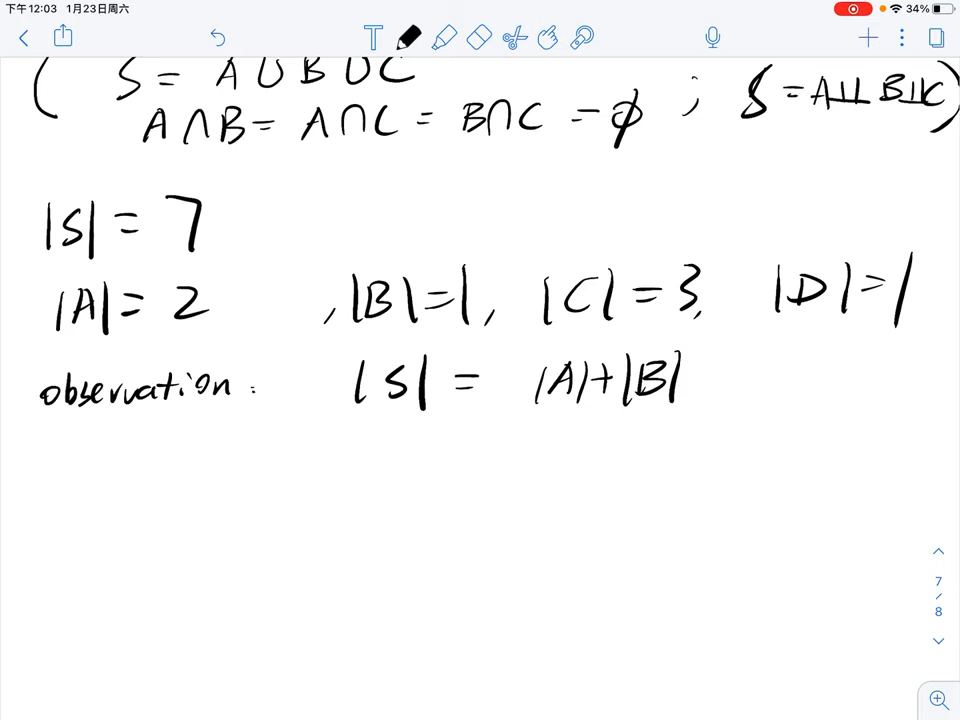 下午12:03 1月23日周六
34%
( S = A ∪ B ∪ C
A ∩ B = A ∩ C = B ∩ C = ϕ ; S = A ⊥⊥ B ⊥⊥ C )
|S| = 7
|A| = 2 , |B| = 1, |C| = 3, |D| = 1
observation: |S| = |A| + |B|
7
/
8